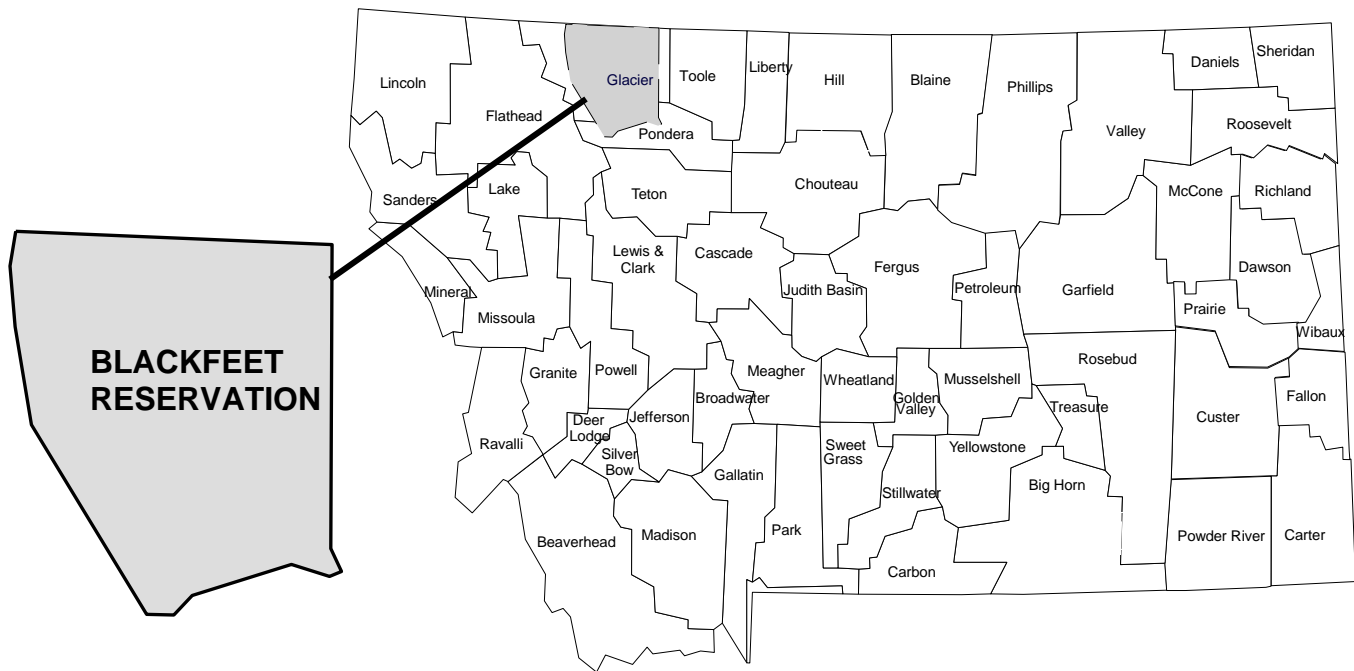 Lincoln
Flathead
Glacier
Toole
Liberty
Hill
Blaine
Phillips
Valley
Daniels
Sheridan
Roosevelt
Pondera
Sanders
Lake
Teton
Chouteau
McCone
Richland
Mineral
Missoula
Lewis &
Clark
Cascade
Judith Basin
Fergus
Petroleum
Garfield
Prairie
Dawson
Wibaux
BLACKFEET
RESERVATION
Granite
Powell
Meagher
Broadwater
Wheatland
Golden
Valley
Musselshell
Rosebud
Treasure
Custer
Fallon
Ravalli
Deer
Lodge
Silver
Bow
Jefferson
Gallatin
Sweet
Grass
Stillwater
Yellowstone
Big Horn
Beaverhead
Madison
Park
Carbon
Powder River
Carter